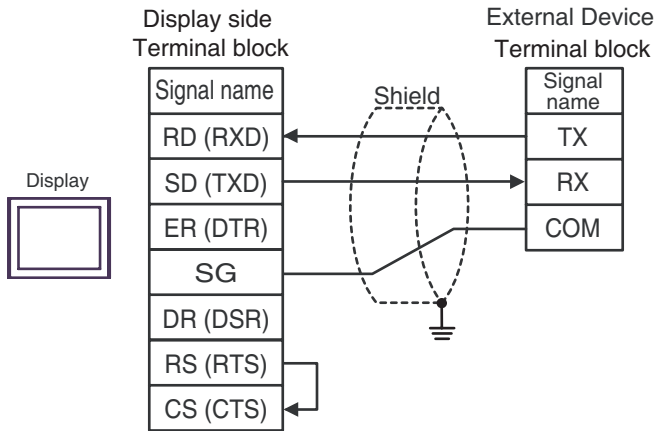 Display side
Terminal block
External Device
Terminal block
Signal name
Shield
Signal
name
RD (RXD)
TX
Display
SD (TXD)
RX
ER (DTR)
COM
SG
DR (DSR)
RS (RTS)
CS (CTS)